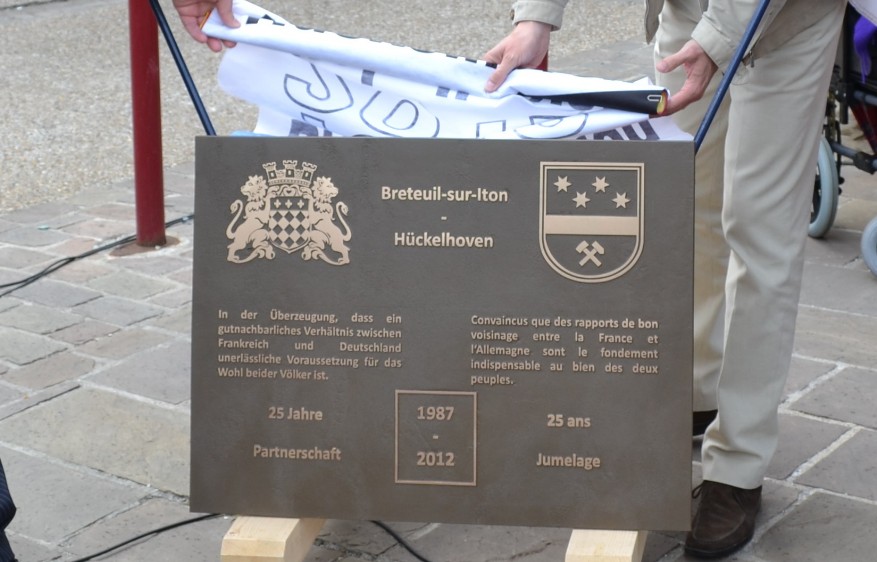 Breteuil-sur-Iton
-
Hückelhoven
In der Überzeugung, dass ein
gutnachbarliches Verhältnis zwischen
Frankreich und Deutschland
unerlässliche Voraussetzung für das
Wohl beider Völker ist.
Convaincus que des rapports de bon
voisinage entre la France et
l'Allemagne sont le fondement
indispensable au bien des deux
peuples.
25 Jahre
Partnerschaft
1987
-
2012
25 ans
Jumelage